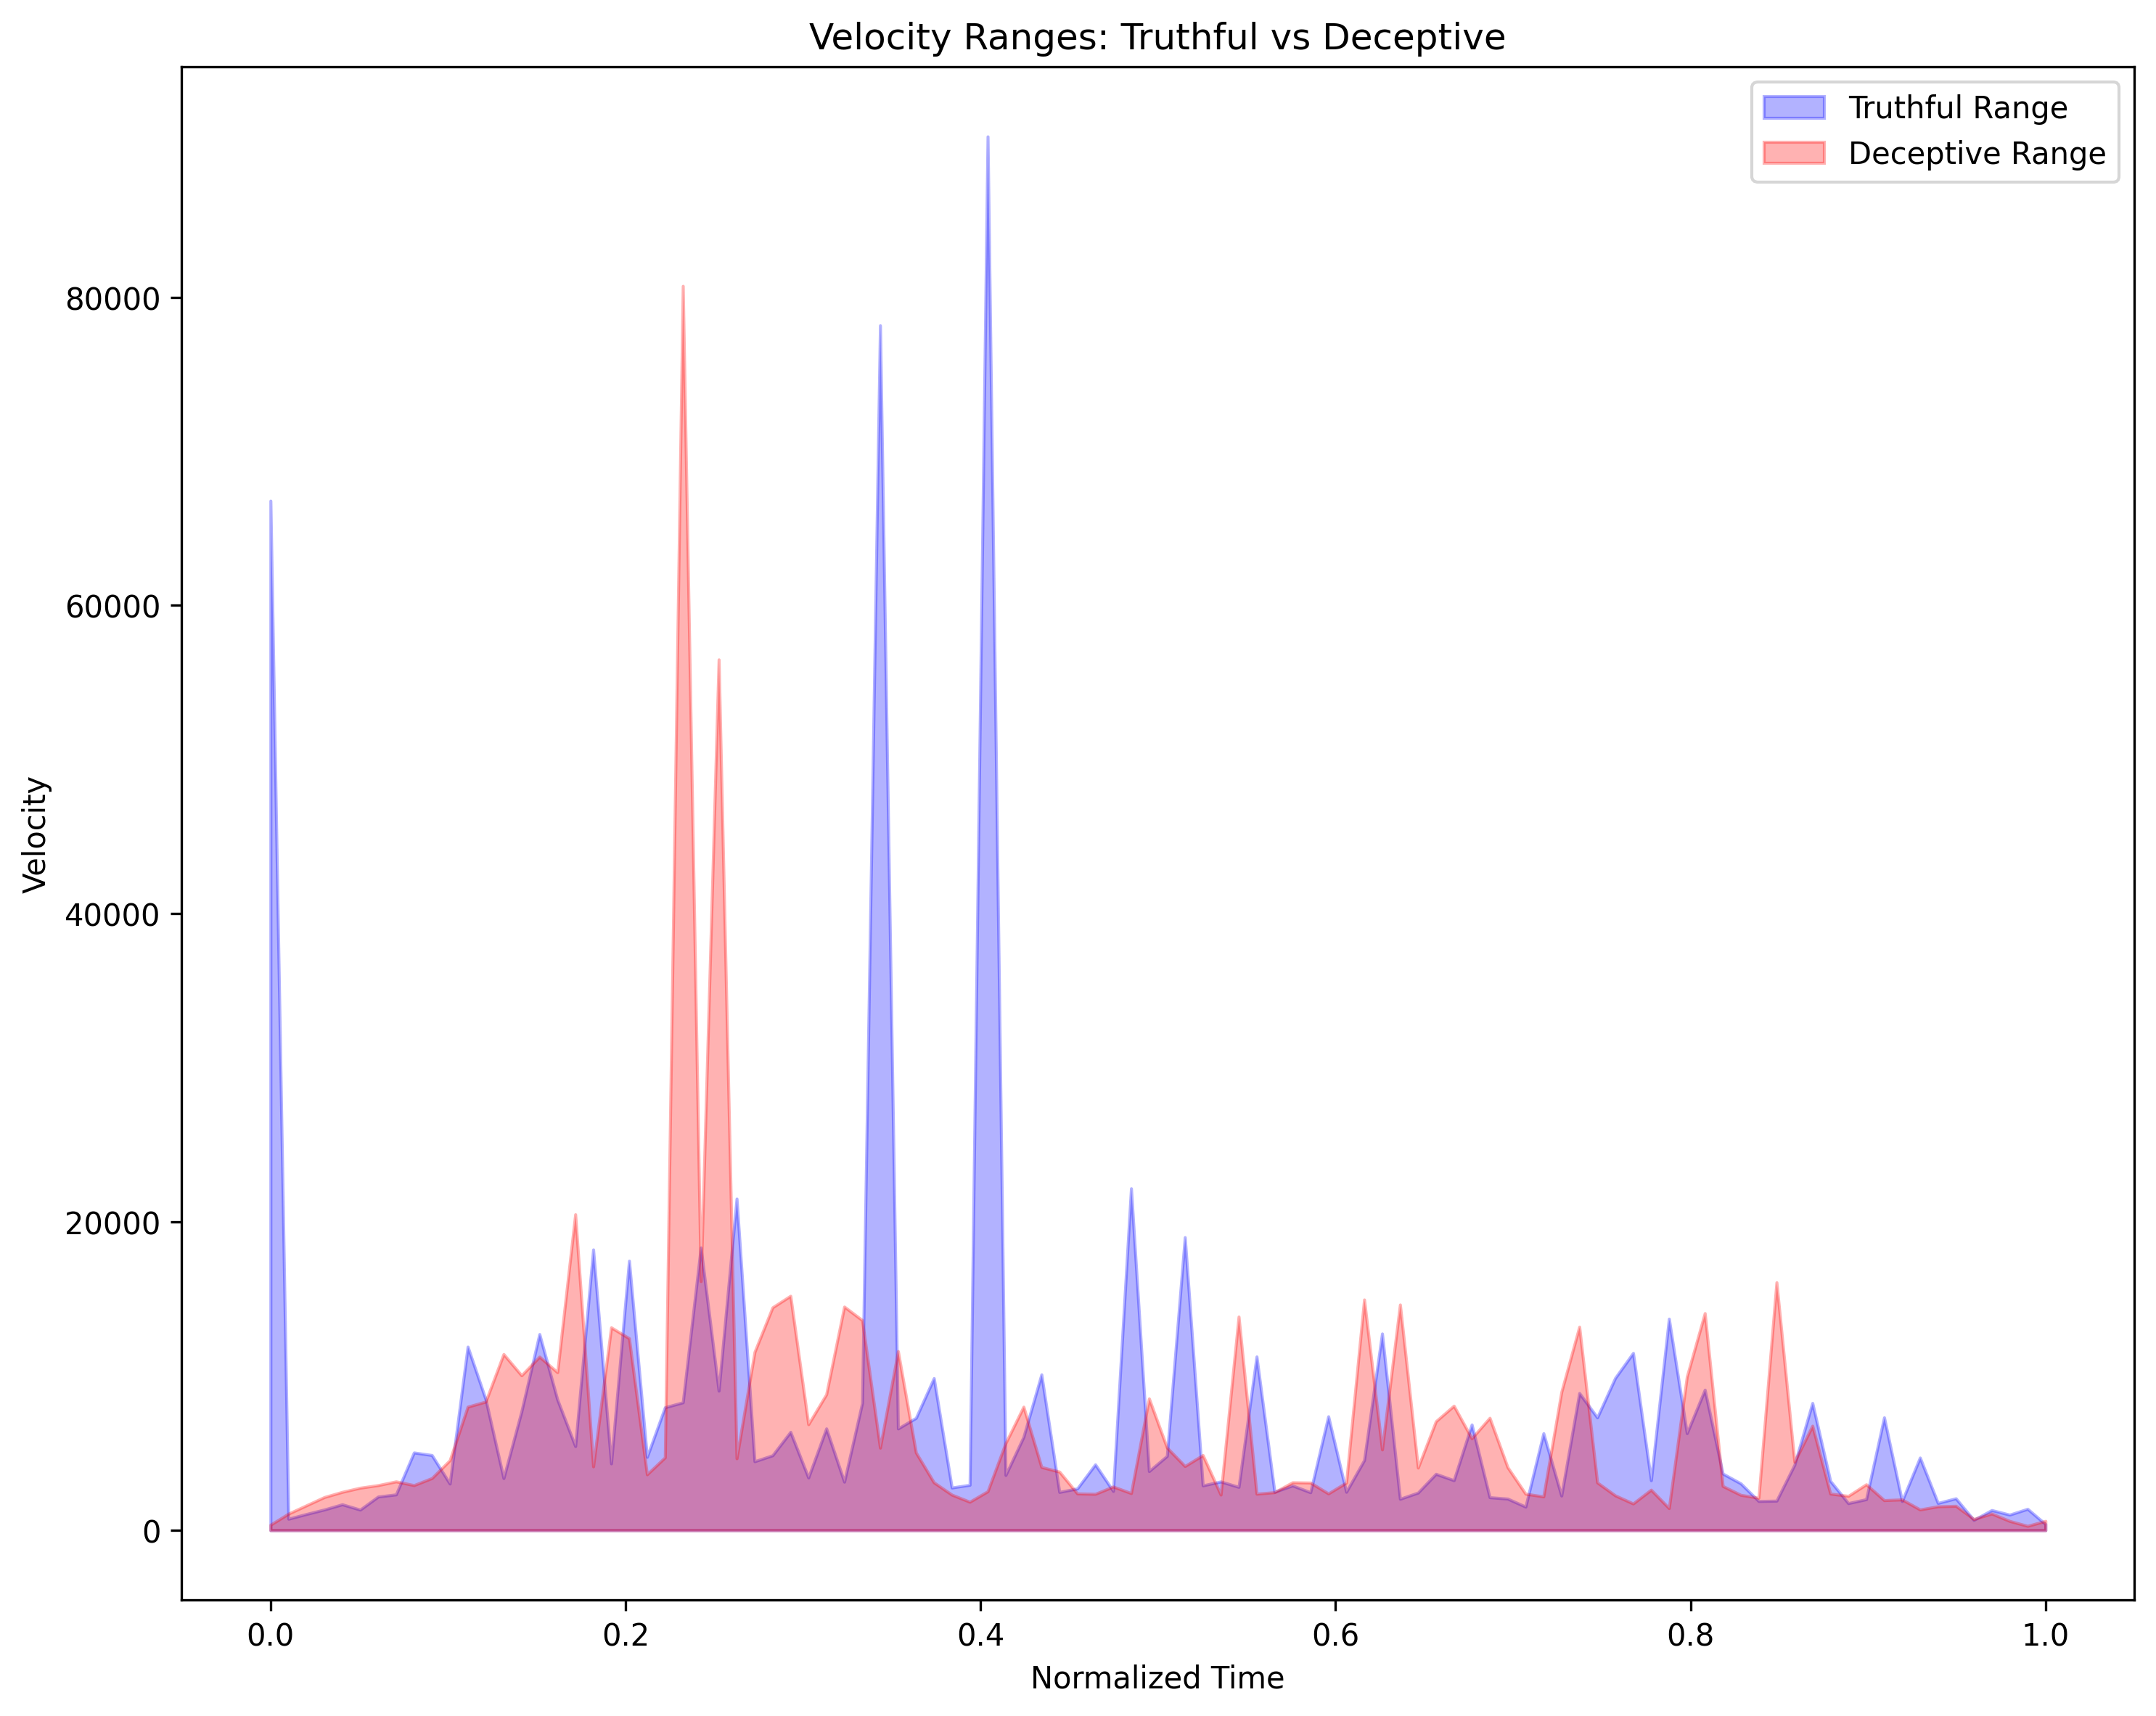 Velocity Ranges: Truthful vs Deceptive
Truthful Range
Deceptive Range
Velocity
80000
60000
40000
20000
0
0.0 0.2 0.4 0.6 0.8 1.0
Normalized Time